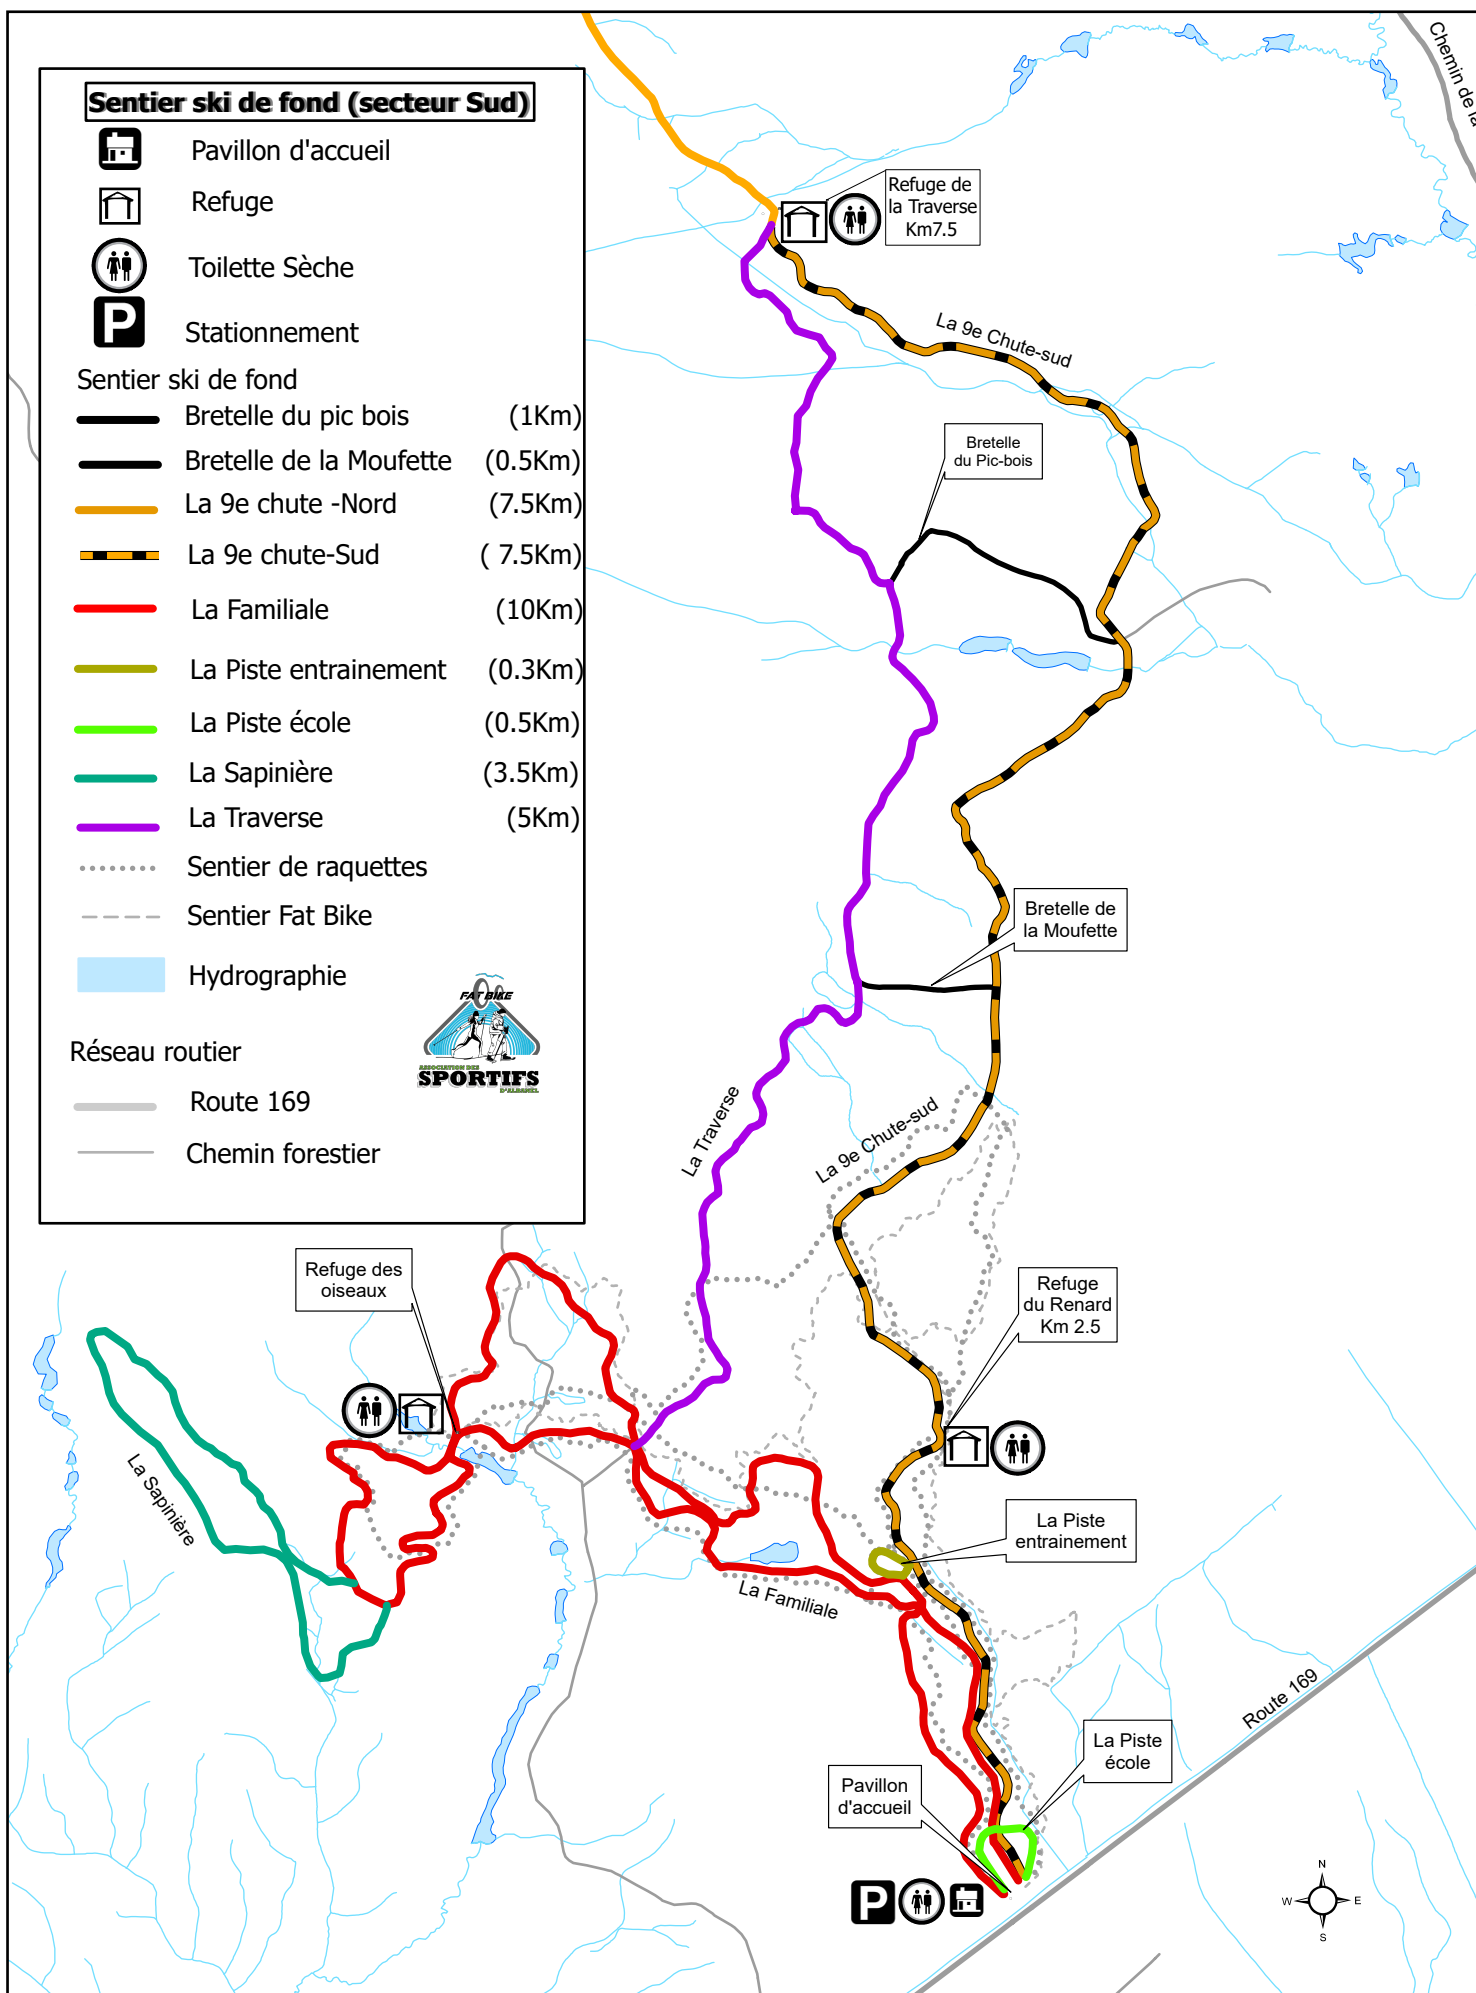 Sentier ski de fond (secteur Sud)
Pavillon d'accueil
Refuge
Toilette Sèche
P
Stationnement
Sentier ski de fond
Bretelle du pic bois (1Km)
Bretelle de la Moufette (0.5Km)
La 9e chute -Nord (7.5Km)
La 9e chute-Sud ( 7.5Km)
La Familiale (10Km)
La Piste entrainement (0.3Km)
La Piste école (0.5Km)
La Sapinière (3.5Km)
La Traverse (5Km)
Sentier de raquettes
Sentier Fat Bike
Hydrographie
FAT BIKE
ASSOCIATION DES
SPORTIFS
D'ALBANEL
Réseau routier
Route 169
Chemin forestier
Chemin de la
Refuge de
la Traverse
Km7.5
La 9e Chute-sud
Bretelle
du Pic-bois
Bretelle de
la Moufette
La Traverse
La 9e Chute-sud
Refuge des
oiseaux
Refuge
du Renard
Km 2.5
La Sapinière
La Piste
entrainement
La Familiale
Route 169
La Piste
école
Pavillon
d'accueil
P
N
W E
S